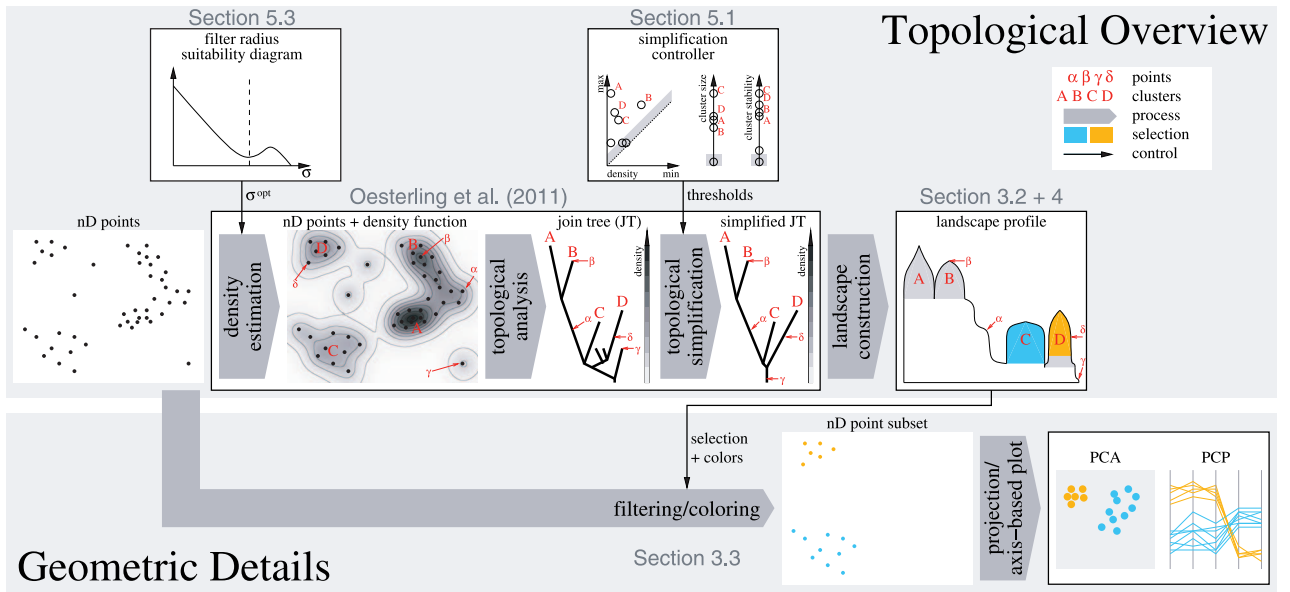 Section 5.3
Section 5.1
Topological Overview
filter radius
suitability diagram
σ
simplification
controller
max
A
D
C
B
density
min
cluster size
C
D
A
B
cluster stability
C
D
B
A
α β γ δ points
A B C D clusters
process
selection
control
σopt
Oesterling et al. (2011)
thresholds
Section 3.2 + 4
nD points
density
estimation
nD points + density function
D
B
β
α
δ
A
C
γ
topological
analysis
join tree (JT)
density
A
B
β
C
D
α
δ
γ
topological
simplification
simplified JT
density
A
B
β
C
D
α
δ
γ
landscape
construction
landscape profile
A
B
β
α
C
D
δ
γ
selection
+ colors
nD point subset
filtering/coloring
projection/
axis−based plot
PCA
PCP
Section 3.3
Geometric Details